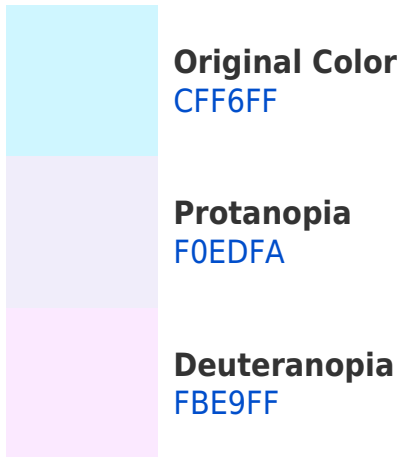 Original Color
CFF6FF
Protanopia
F0EDFA
Deuteranopia
FBE9FF